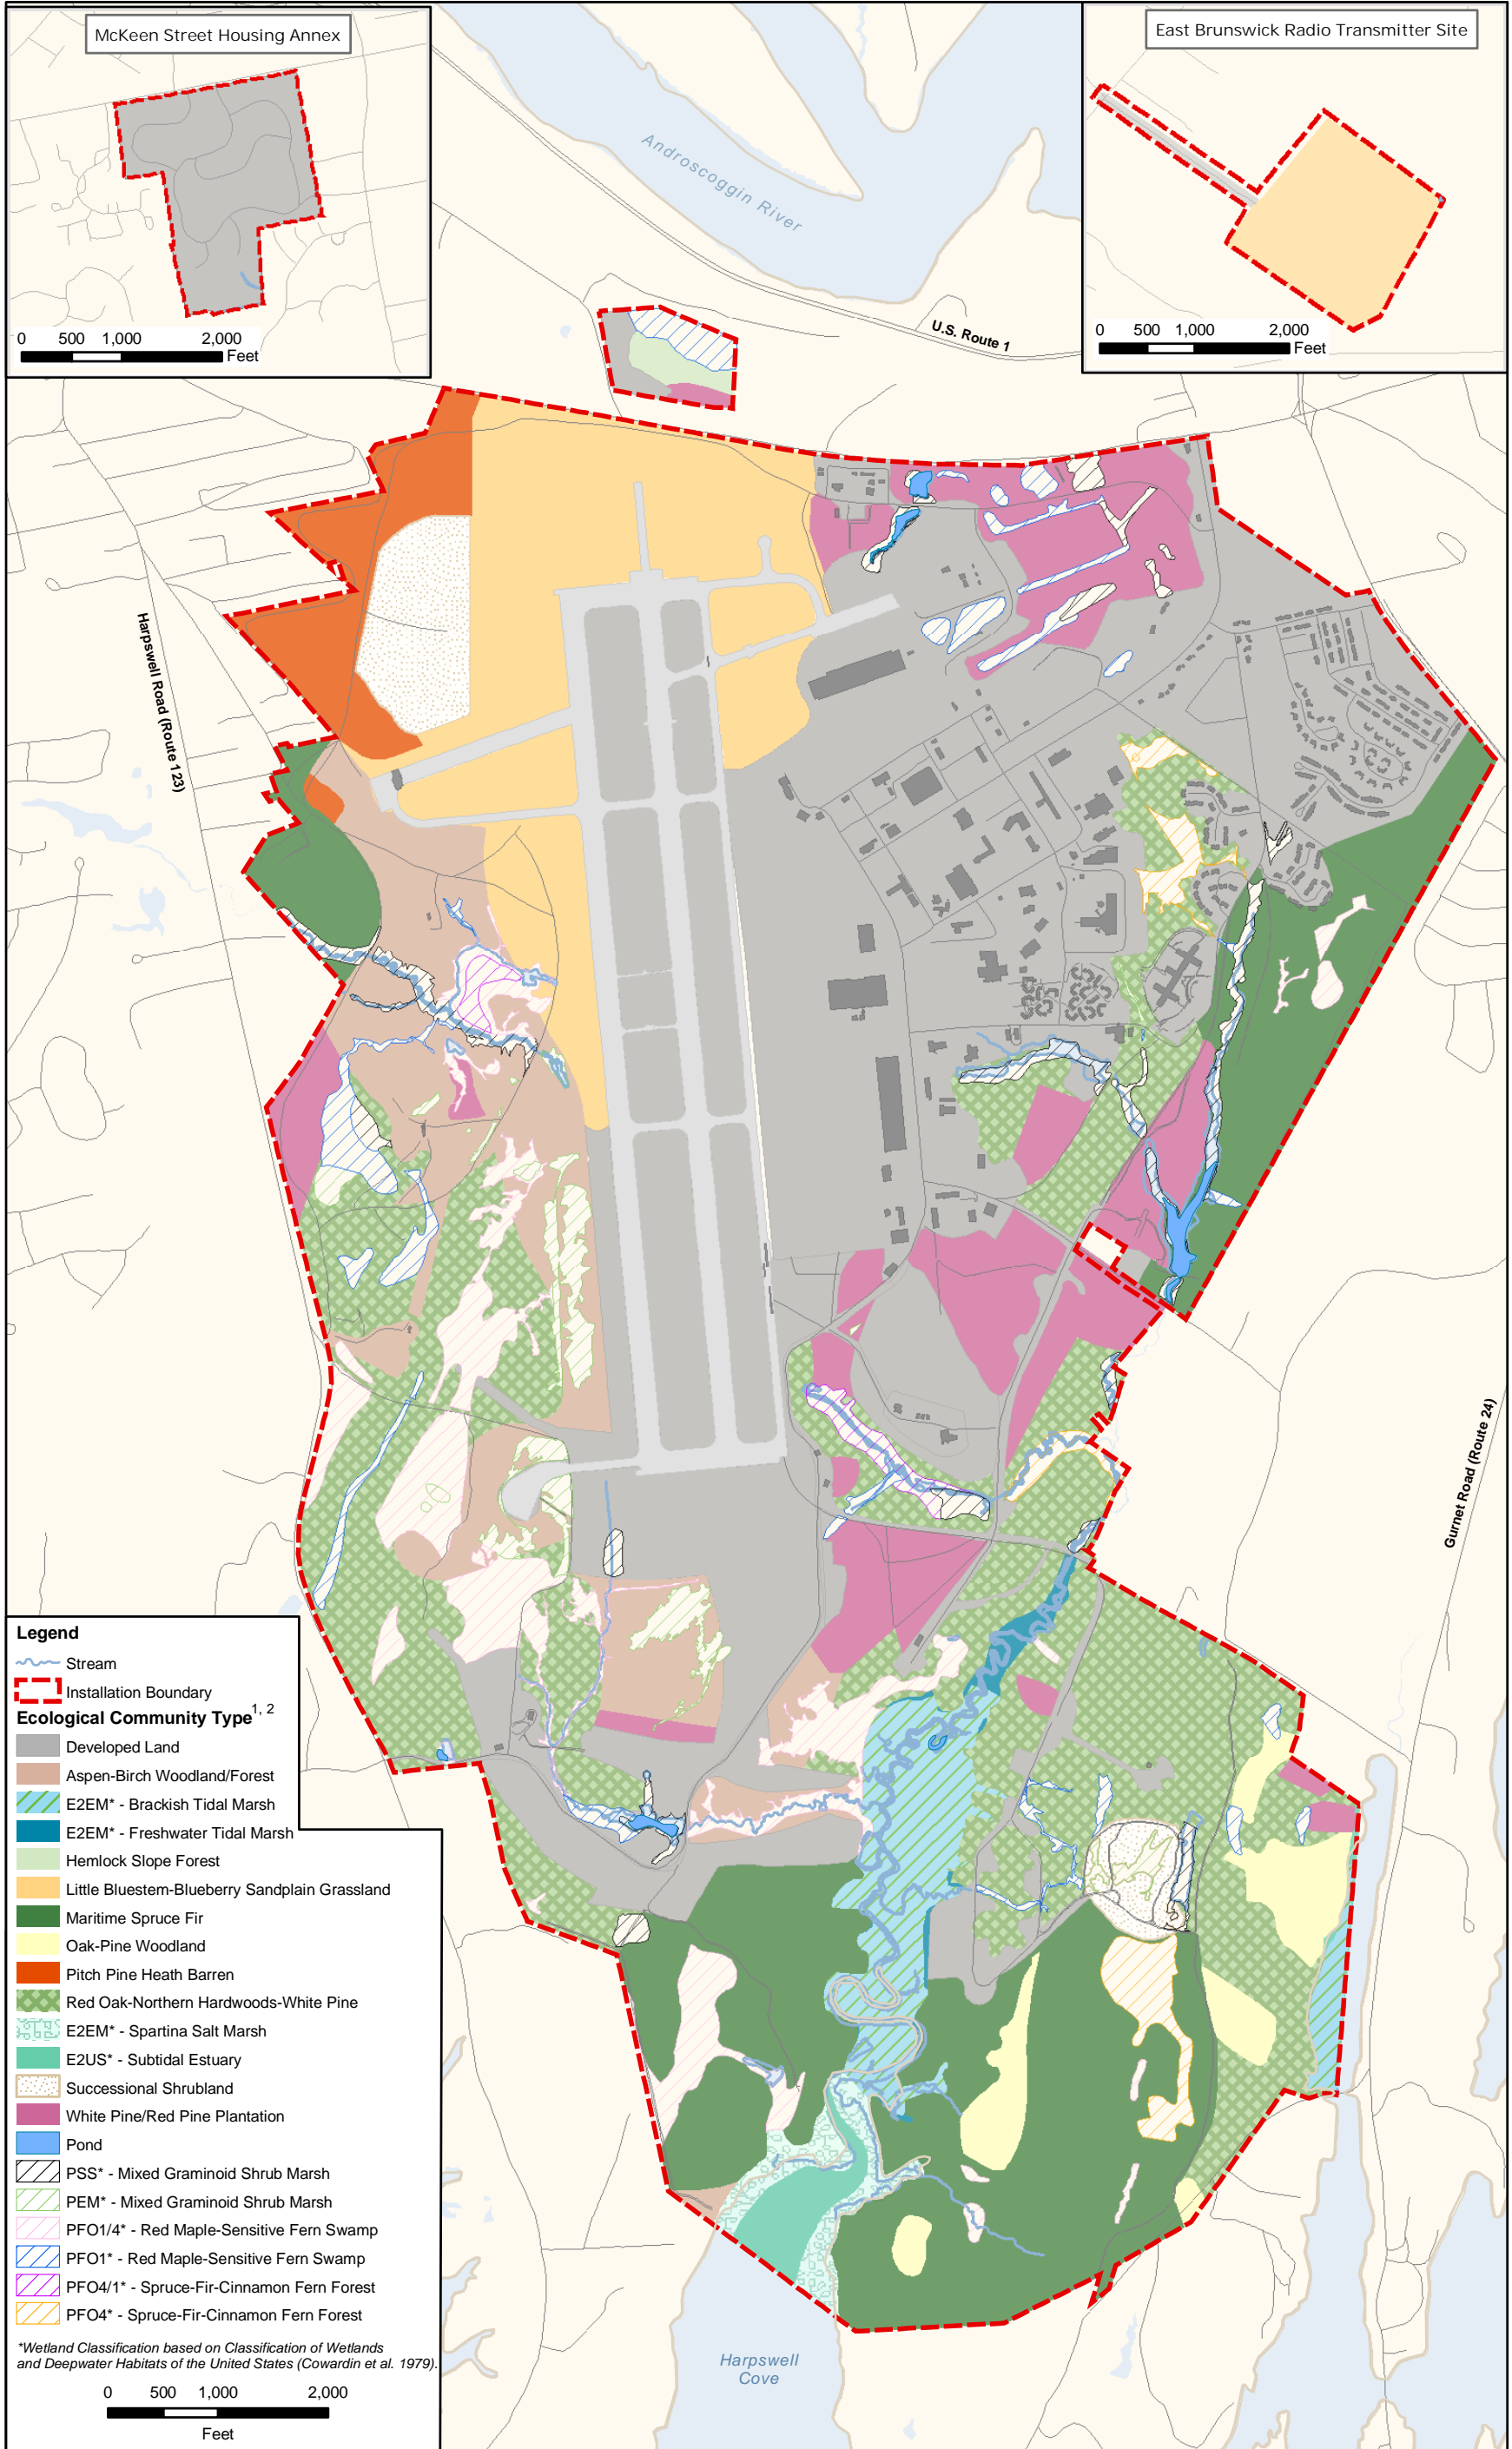 McKeen Street Housing Annex
0 500 1,000 2,000
Feet
East Brunswick Radio Transmitter Site
0 500 1,000 2,000
Feet
Androscoggin River
U.S. Route 1
Harpswell Road (Route 123)
Gurnet Road (Route 24)
Harpswell
Cove
Legend
Stream
Installation Boundary
Ecological Community Type1, 2
Developed Land
Aspen-Birch Woodland/Forest
E2EM* - Brackish Tidal Marsh
E2EM* - Freshwater Tidal Marsh
Hemlock Slope Forest
Little Bluestem-Blueberry Sandplain Grassland
Maritime Spruce Fir
Oak-Pine Woodland
Pitch Pine Heath Barren
Red Oak-Northern Hardwoods-White Pine
E2EM* - Spartina Salt Marsh
E2US* - Subtidal Estuary
Successional Shrubland
White Pine/Red Pine Plantation
Pond
PSS* - Mixed Graminoid Shrub Marsh
PEM* - Mixed Graminoid Shrub Marsh
PFO1/4* - Red Maple-Sensitive Fern Swamp
PFO1* - Red Maple-Sensitive Fern Swamp
PFO4/1* - Spruce-Fir-Cinnamon Fern Forest
PFO4* - Spruce-Fir-Cinnamon Fern Forest
*Wetland Classification based on Classification of Wetlands
and Deepwater Habitats of the United States (Cowardin et al. 1979).
0 500 1,000 2,000
Feet